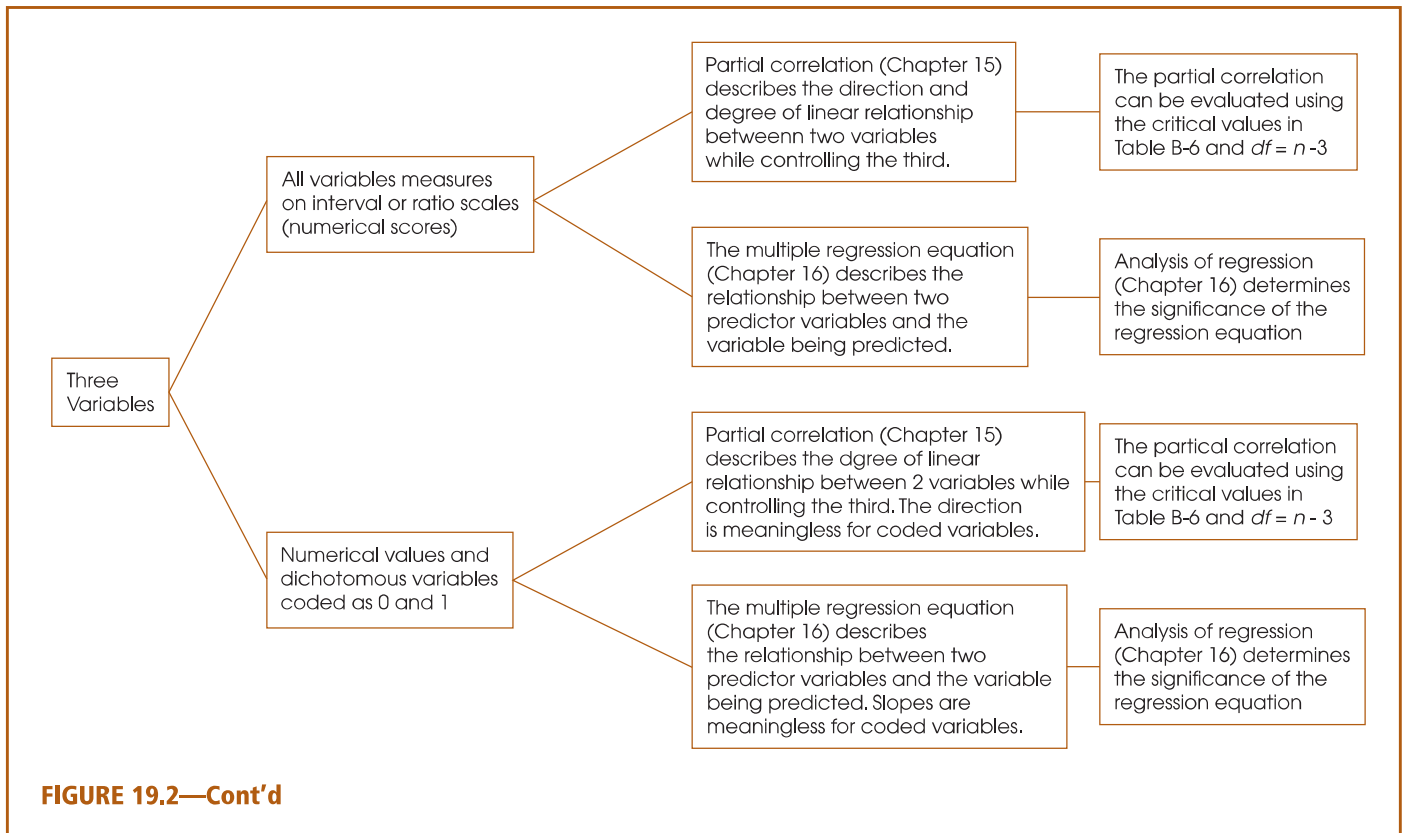 Three
Variables
All variables measures
on interval or ratio scales
(numerical scores)
Partial correlation (Chapter 15)
describes the direction and
degree of linear relationship
betweenn two variables
while controlling the third.
The partial correlation
can be evaluated using
the critical values in
Table B-6 and df = n -3
The multiple regression equation
(Chapter 16) describes the
relationship between two
predictor variables and the
variable being predicted.
Analysis of regression
(Chapter 16) determines
the significance of the
regression equation
Numerical values and
dichotomous variables
coded as 0 and 1
Partial correlation (Chapter 15)
describes the dgree of linear
relationship between 2 variables while
controlling the third. The direction
is meaningless for coded variables.
The partical correlation
can be evaluated using
the critical values in
Table B-6 and df = n - 3
The multiple regression equation
(Chapter 16) describes
the relationship between two
predictor variables and the variable
being predicted. Slopes are
meaningless for coded variables.
Analysis of regression
(Chapter 16) determines
the significance of the
regression equation
FIGURE 19.2—Cont'd